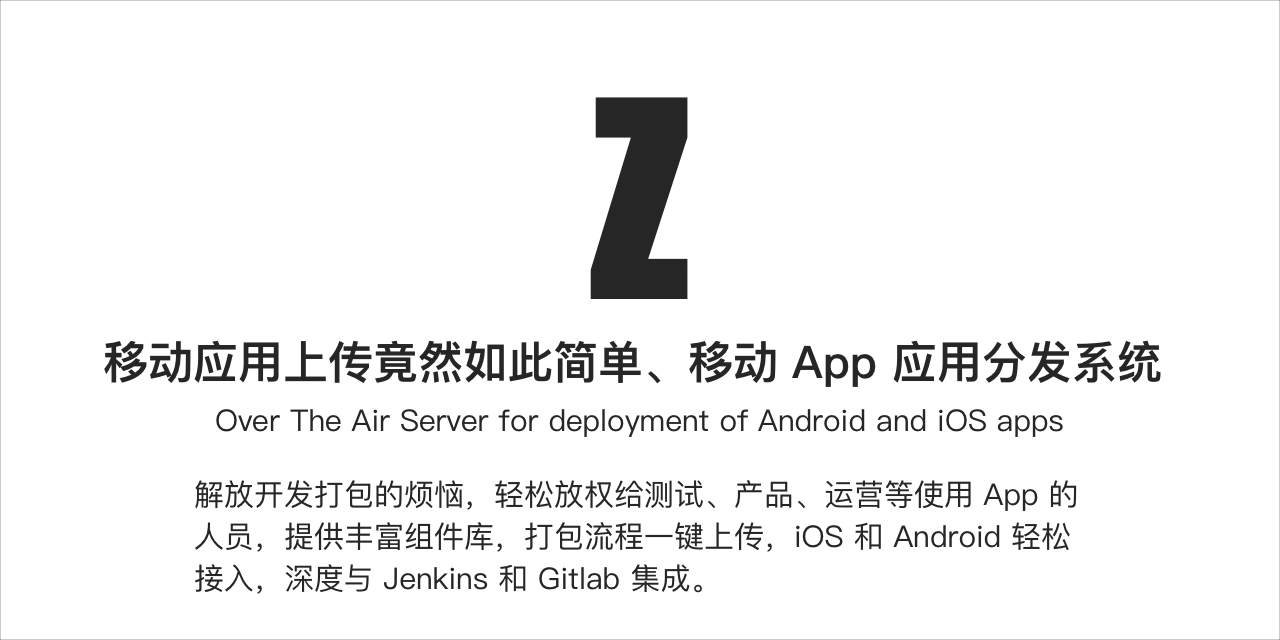 Z
移动应用上传竟然如此简单、移动 App 应用分发系统
Over The Air Server for deployment of Android and iOS apps
解放开发打包的烦恼，轻松放权给测试、产品、运营等使用 App 的
人员，提供丰富组件库，打包流程一键上传，iOS 和 Android 轻松
接入，深度与 Jenkins 和 Gitlab 集成。